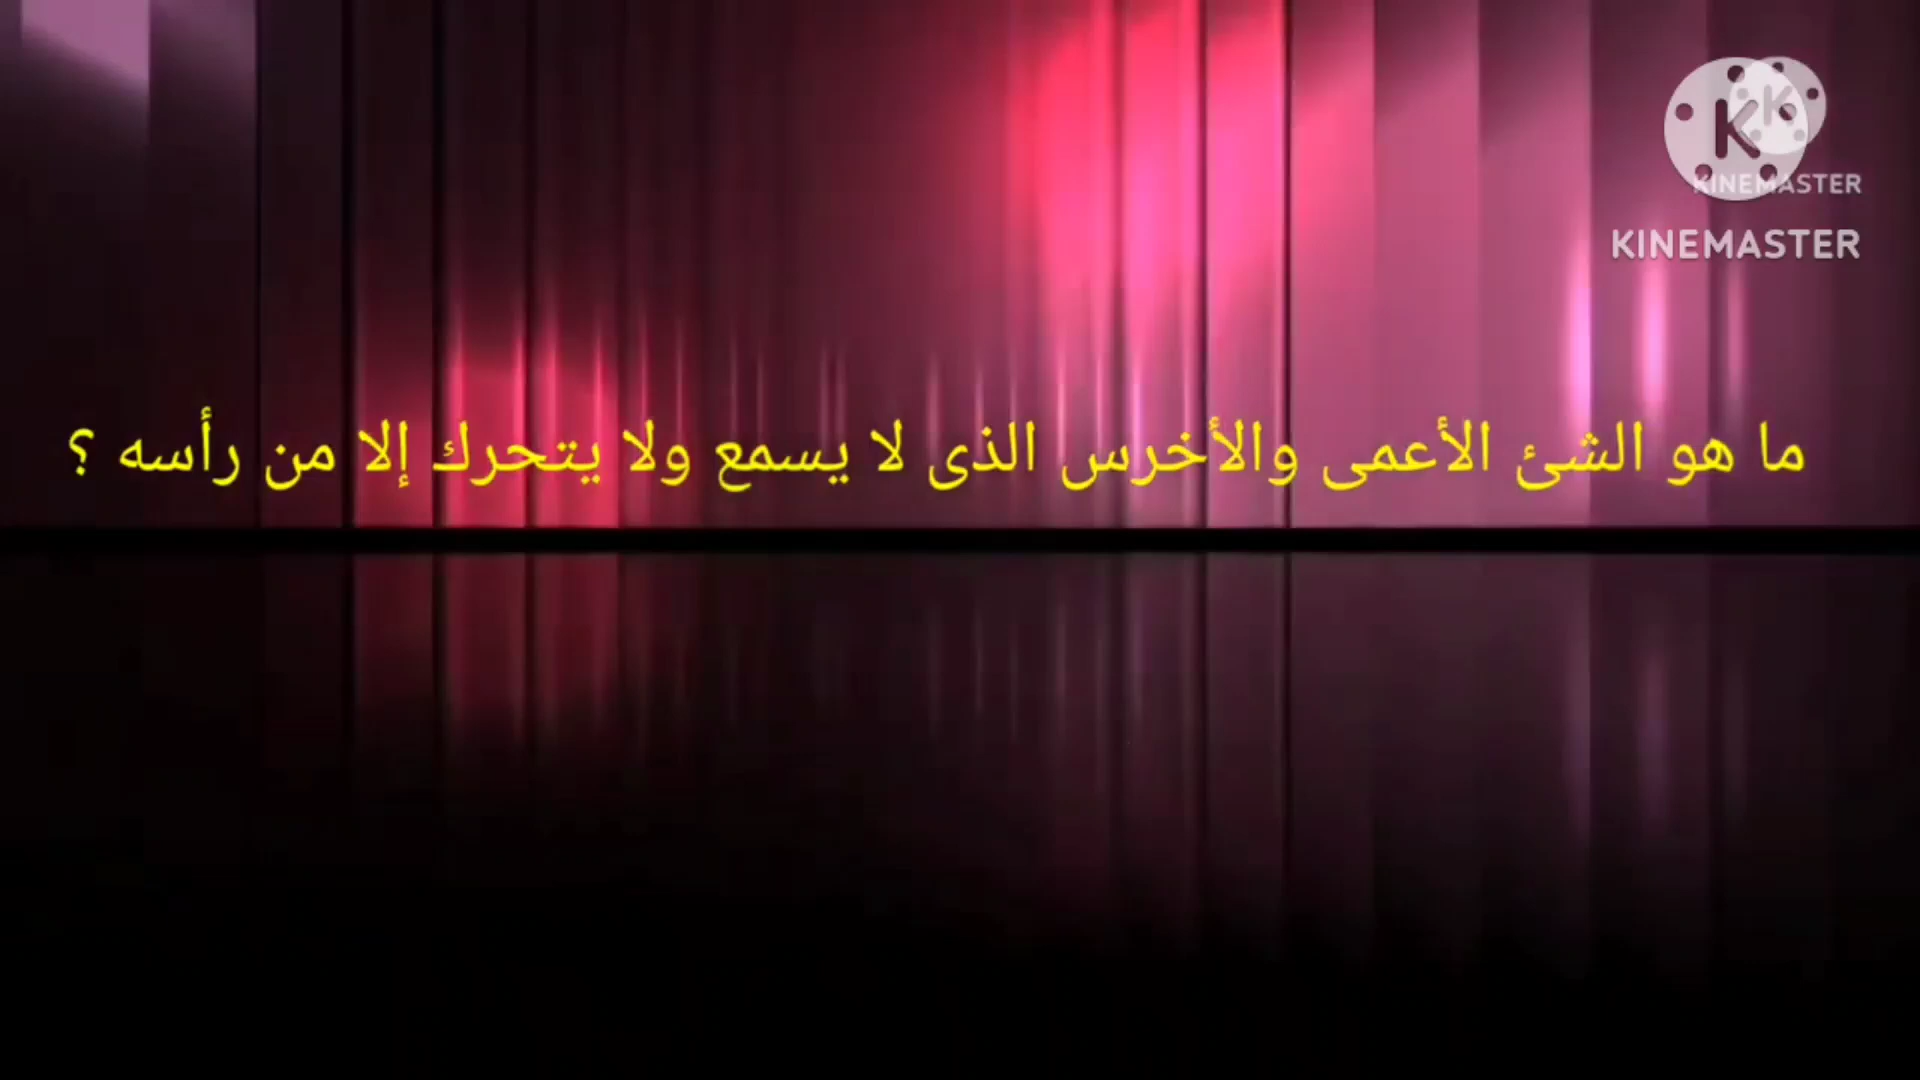 KINEMASTER
KINEMASTER
ما هو الشئ الأعمى والأخرس الذى لا يسمع ولا يتحرك إلا من رأسه ؟